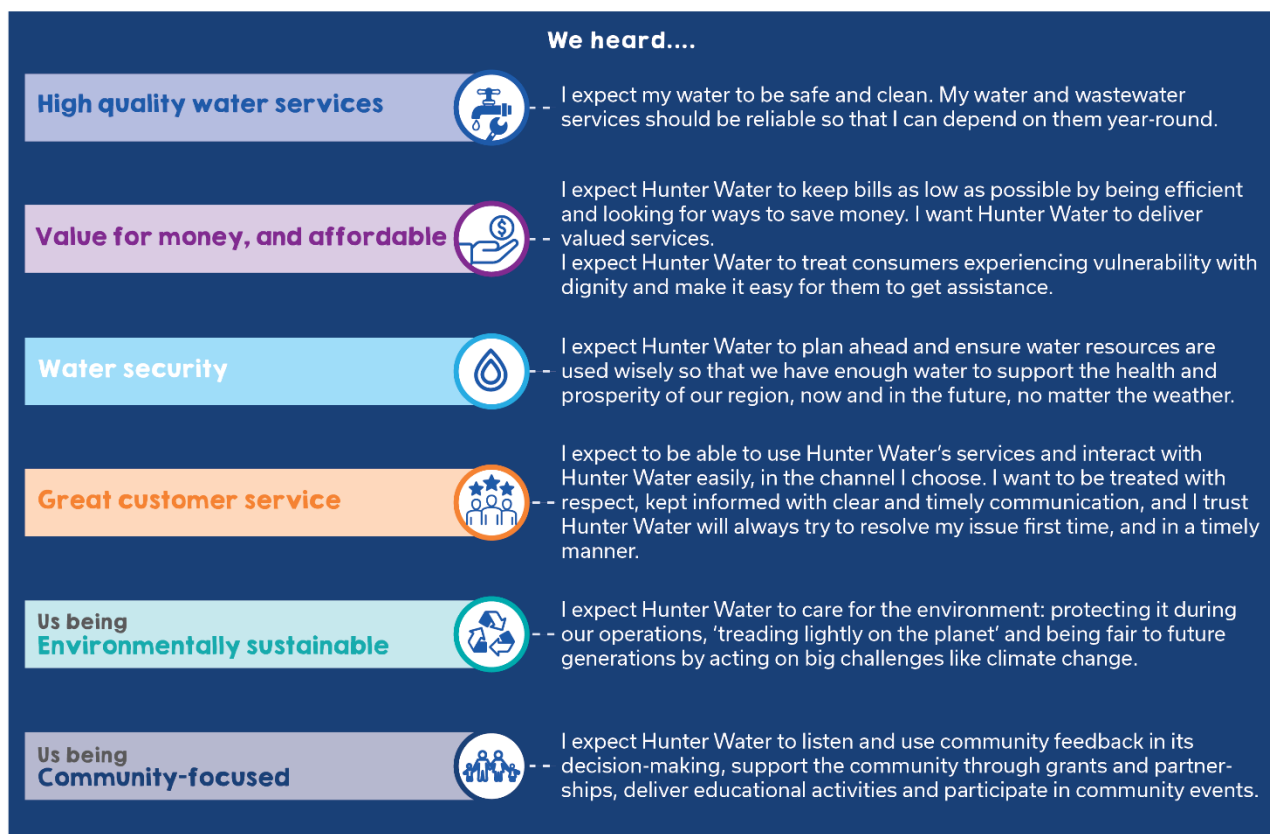 We heard....
High quality water services
I expect my water to be safe and clean. My water and wastewater
services should be reliable so that I can depend on them year-round.
Value for money, and affordable
$
I expect Hunter Water to keep bills as low as possible by being efficient
and looking for ways to save money. I want Hunter Water to deliver
valued services.
I expect Hunter Water to treat consumers experiencing vulnerability with
dignity and make it easy for them to get assistance.
Water security
I expect Hunter Water to plan ahead and ensure water resources are
used wisely so that we have enough water to support the health and
prosperity of our region, now and in the future, no matter the weather.
Great customer service
I expect to be able to use Hunter Water’s services and interact with
Hunter Water easily, in the channel I choose. I want to be treated with
respect, kept informed with clear and timely communication, and I trust
Hunter Water will always try to resolve my issue first time, and in a timely
manner.
Us being
Environmentally sustainable
I expect Hunter Water to care for the environment: protecting it during
our operations, ‘treading lightly on the planet’ and being fair to future
generations by acting on big challenges like climate change.
Us being
Community-focused
I expect Hunter Water to listen and use community feedback in its
decision-making, support the community through grants and partner-
ships, deliver educational activities and participate in community events.